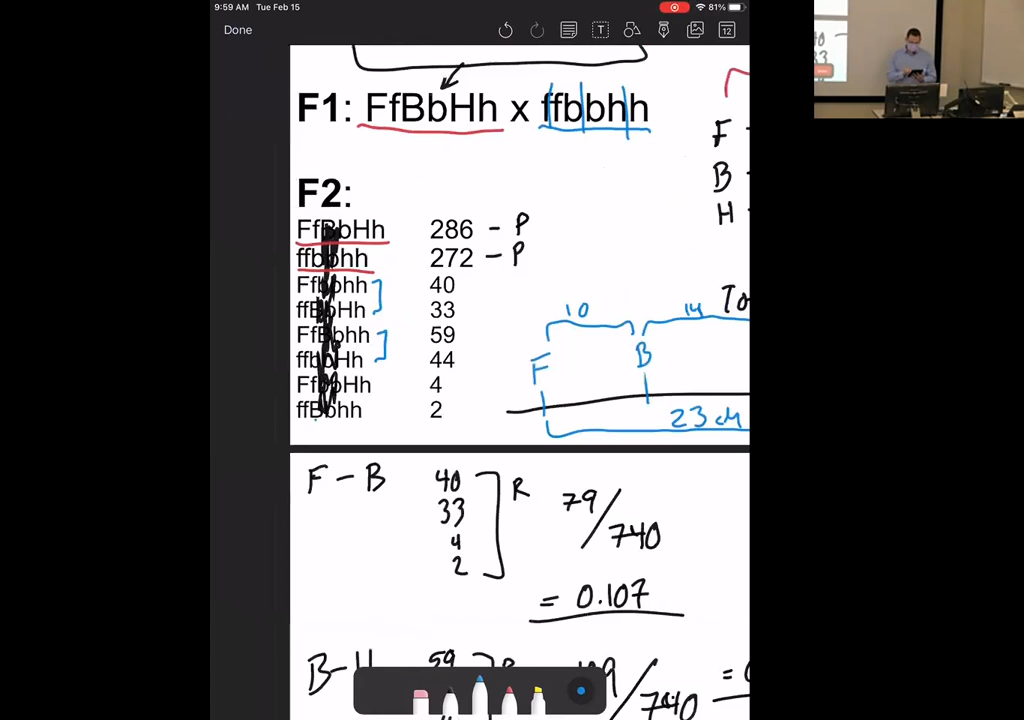 9:59 AM Tue Feb 15
81%
Done
T
12
F1: FfBbHh x ffbbhh
F
B
H
F2:
FfBbHh 286 - P
ffbbhh 272 - P
Ffbbhh 40
ffBbHh 33
FfBbhh 59
ffbbHh 44
FfbbHh 4
ffBbhh 2
10 14
F B
23 cM
F - B 40 R 79/740
33
4
2
= 0.107
B - H 59
/740 =